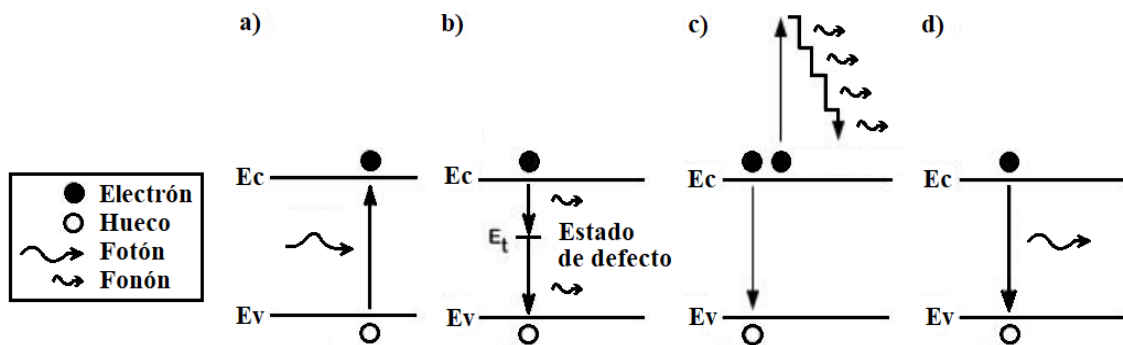 a)
b)
c)
d)
Electrón
Hueco
Fotón
Fonón
Ec
Ev
Ec
Et
Estado
de defecto
Ev
Ec
Ev
Ec
Ev